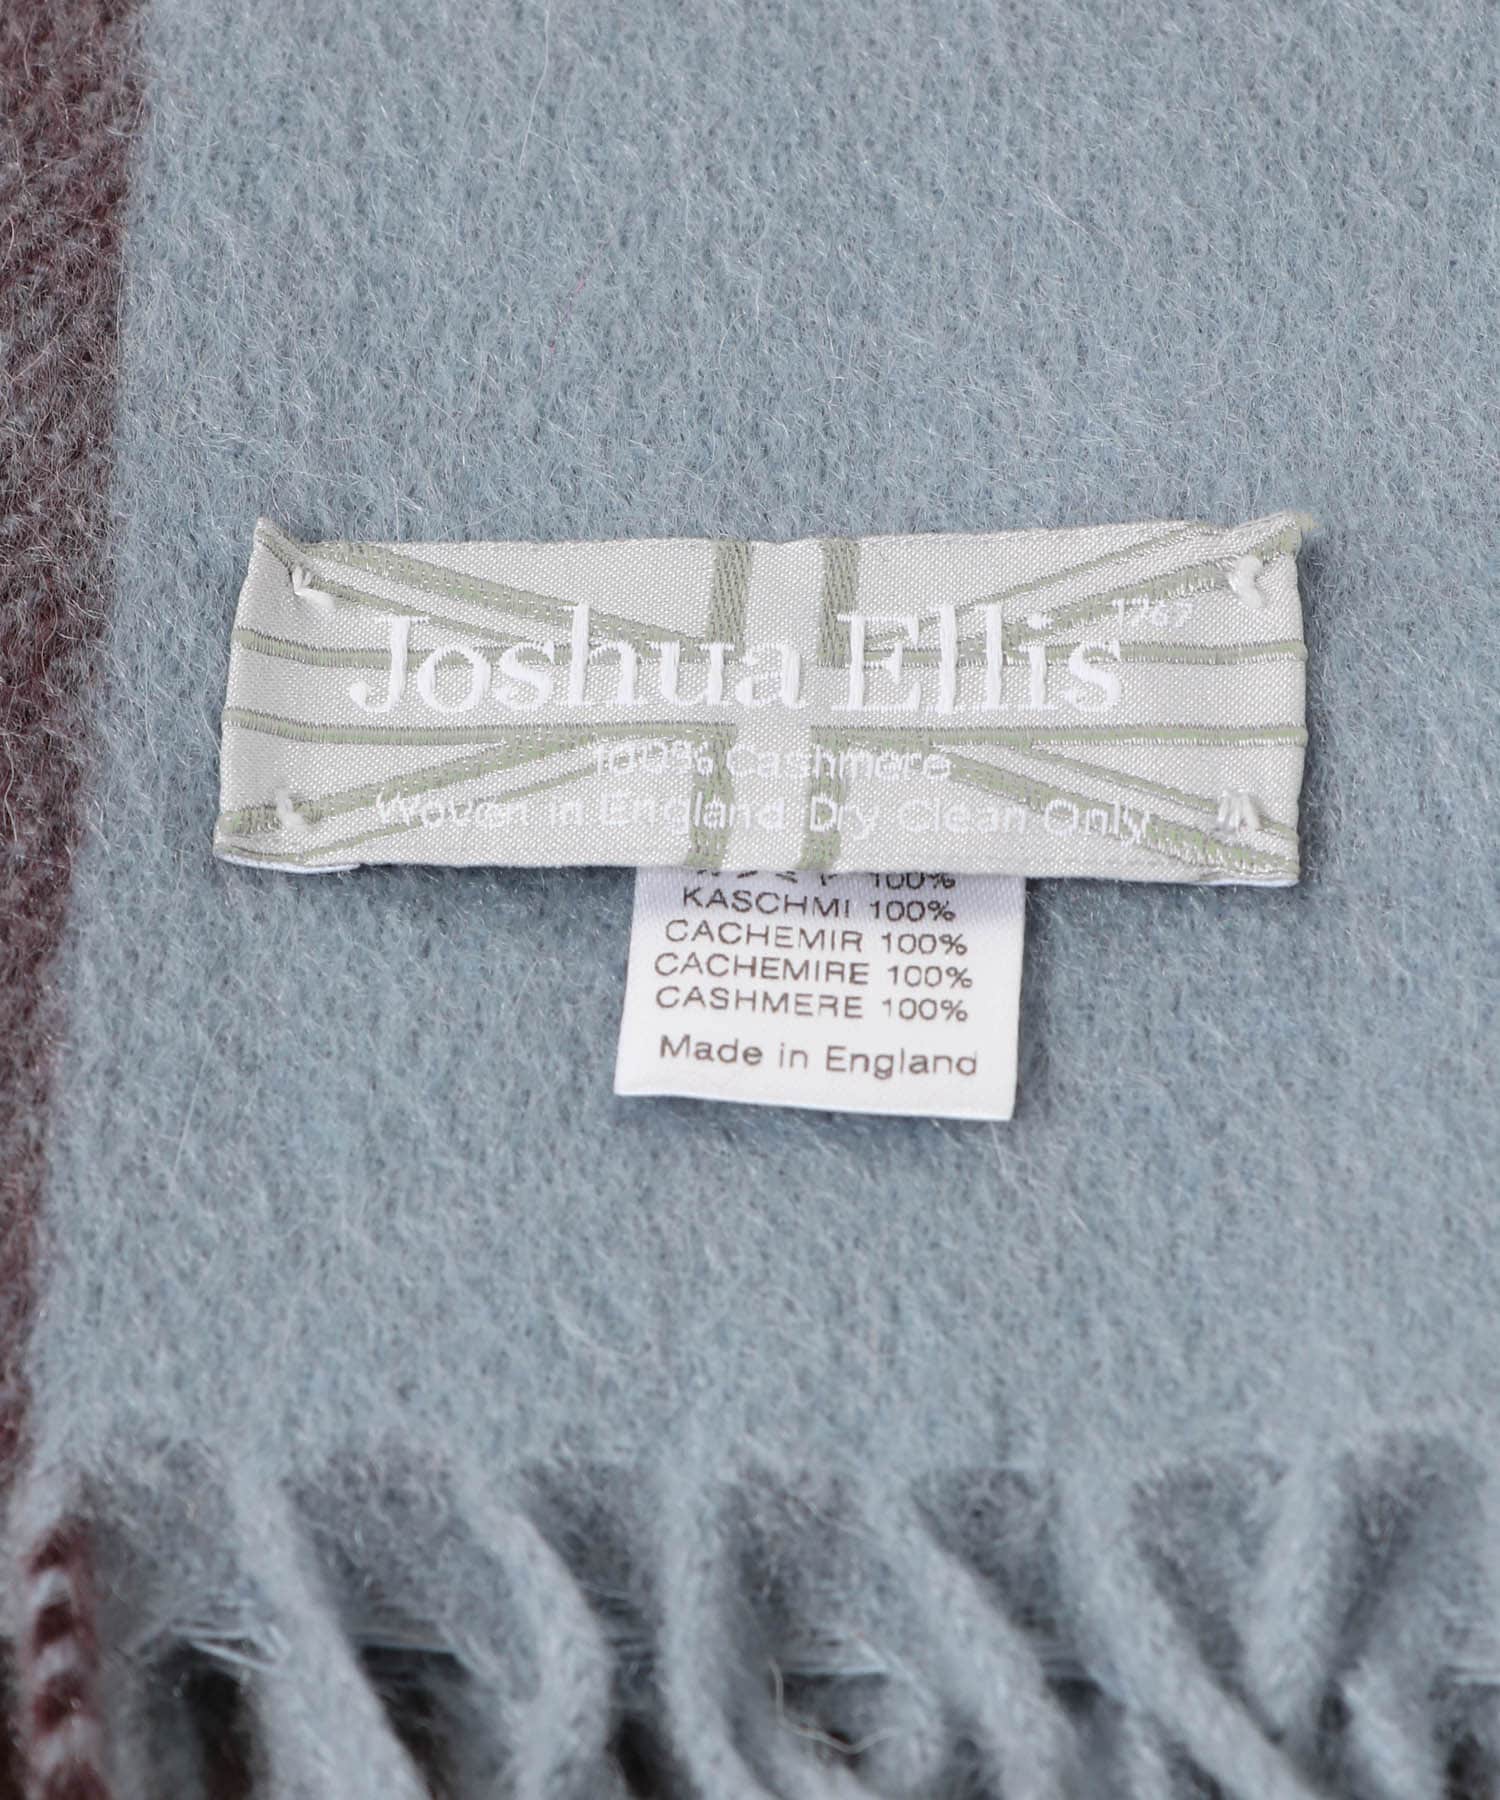 Joshua Ellis 1767
100% Cashmere
Woven in England Dry Clean Only
100%
KASCHMI 100%
CACHEMIR 100%
CACHEMIRE 100%
CASHMERE 100%
Made in England